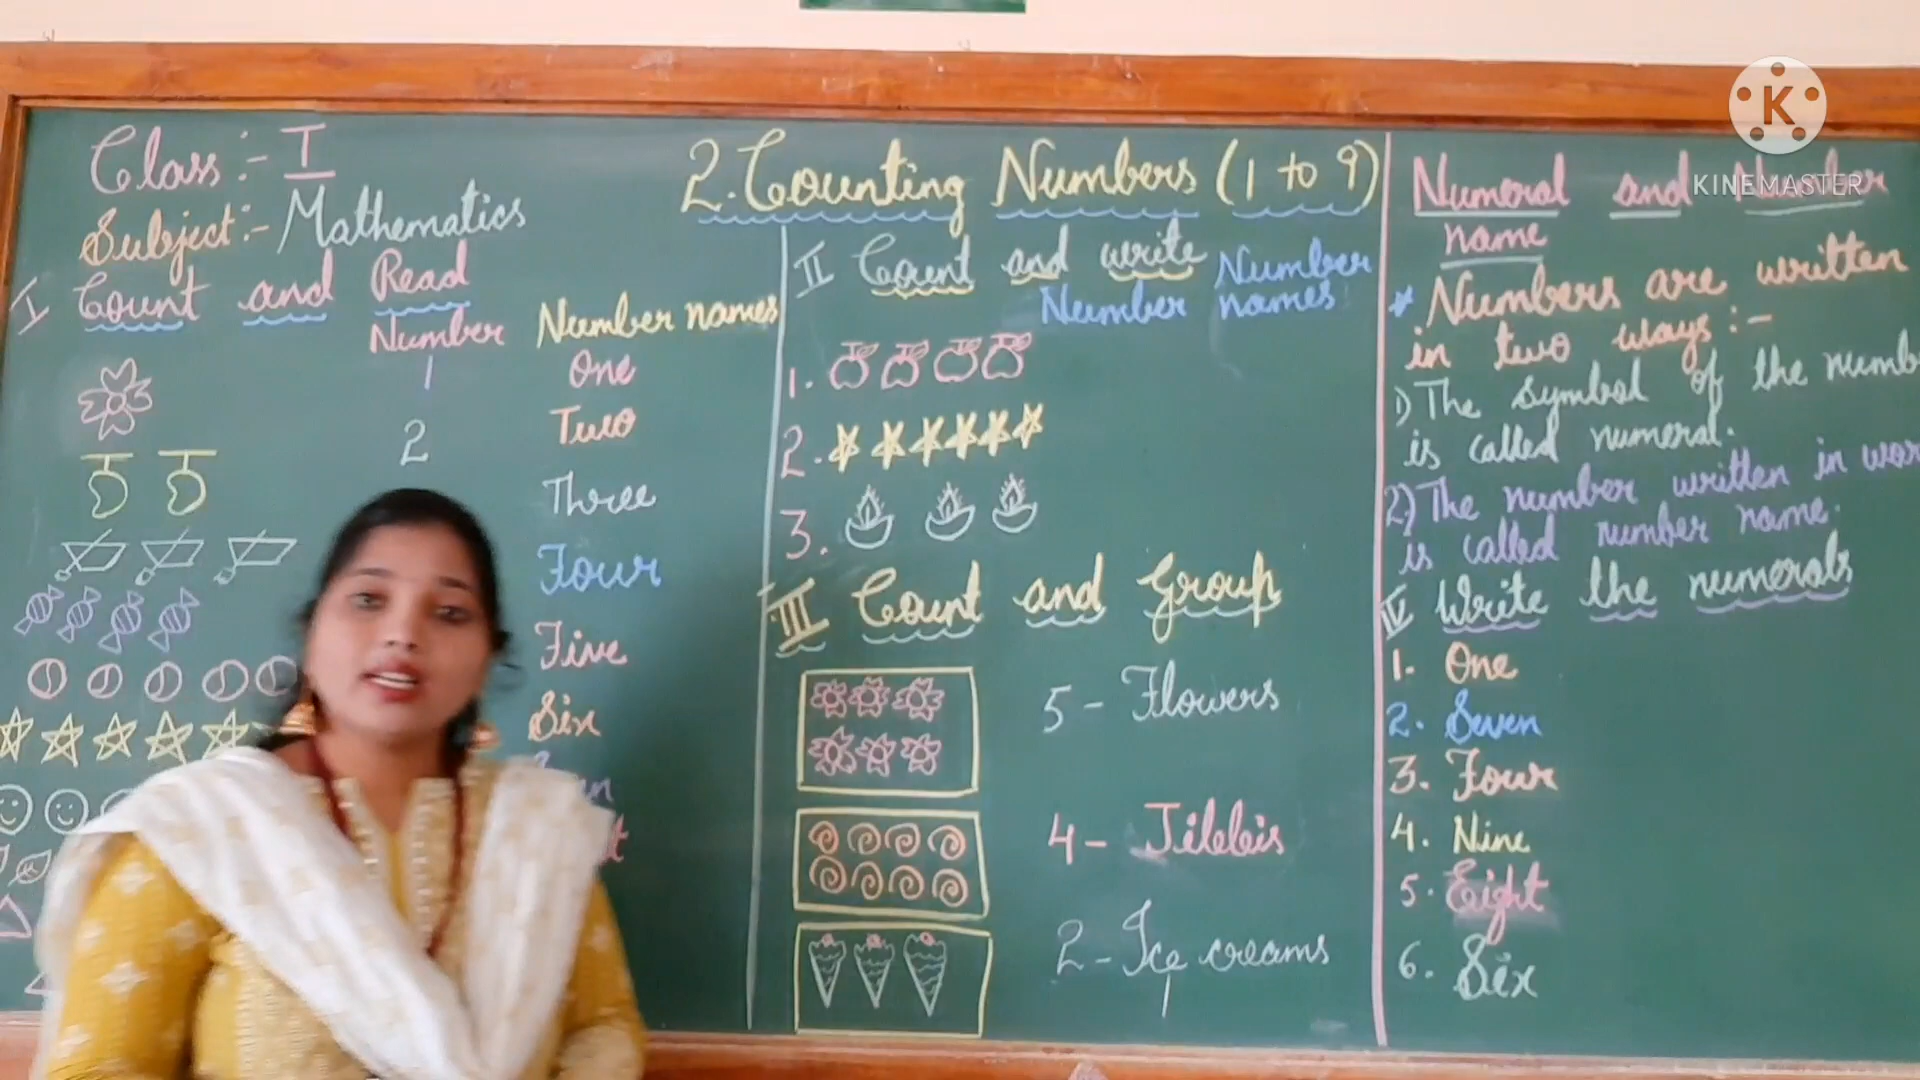 Class:- I
Subject:- Mathematics
I Count and Read
Number Number names
1 One
2 Two
Three
Four
Five
Six
2. Counting Numbers (1 to 9)
II Count and write Number
Number names
1.
2.
3.
III Count and Group
5 - Flowers
4 - Jilebis
2 - Ice creams
Numeral and
name
* Numbers are written
in two ways :-
1) The symbol of the numb
is called numeral.
2) The number written in wor
is called number name.
IV Write the numerals
1. One
2. Seven
3. Four
4. Nine
5. Eight
6. Six
K
KINEMASTER